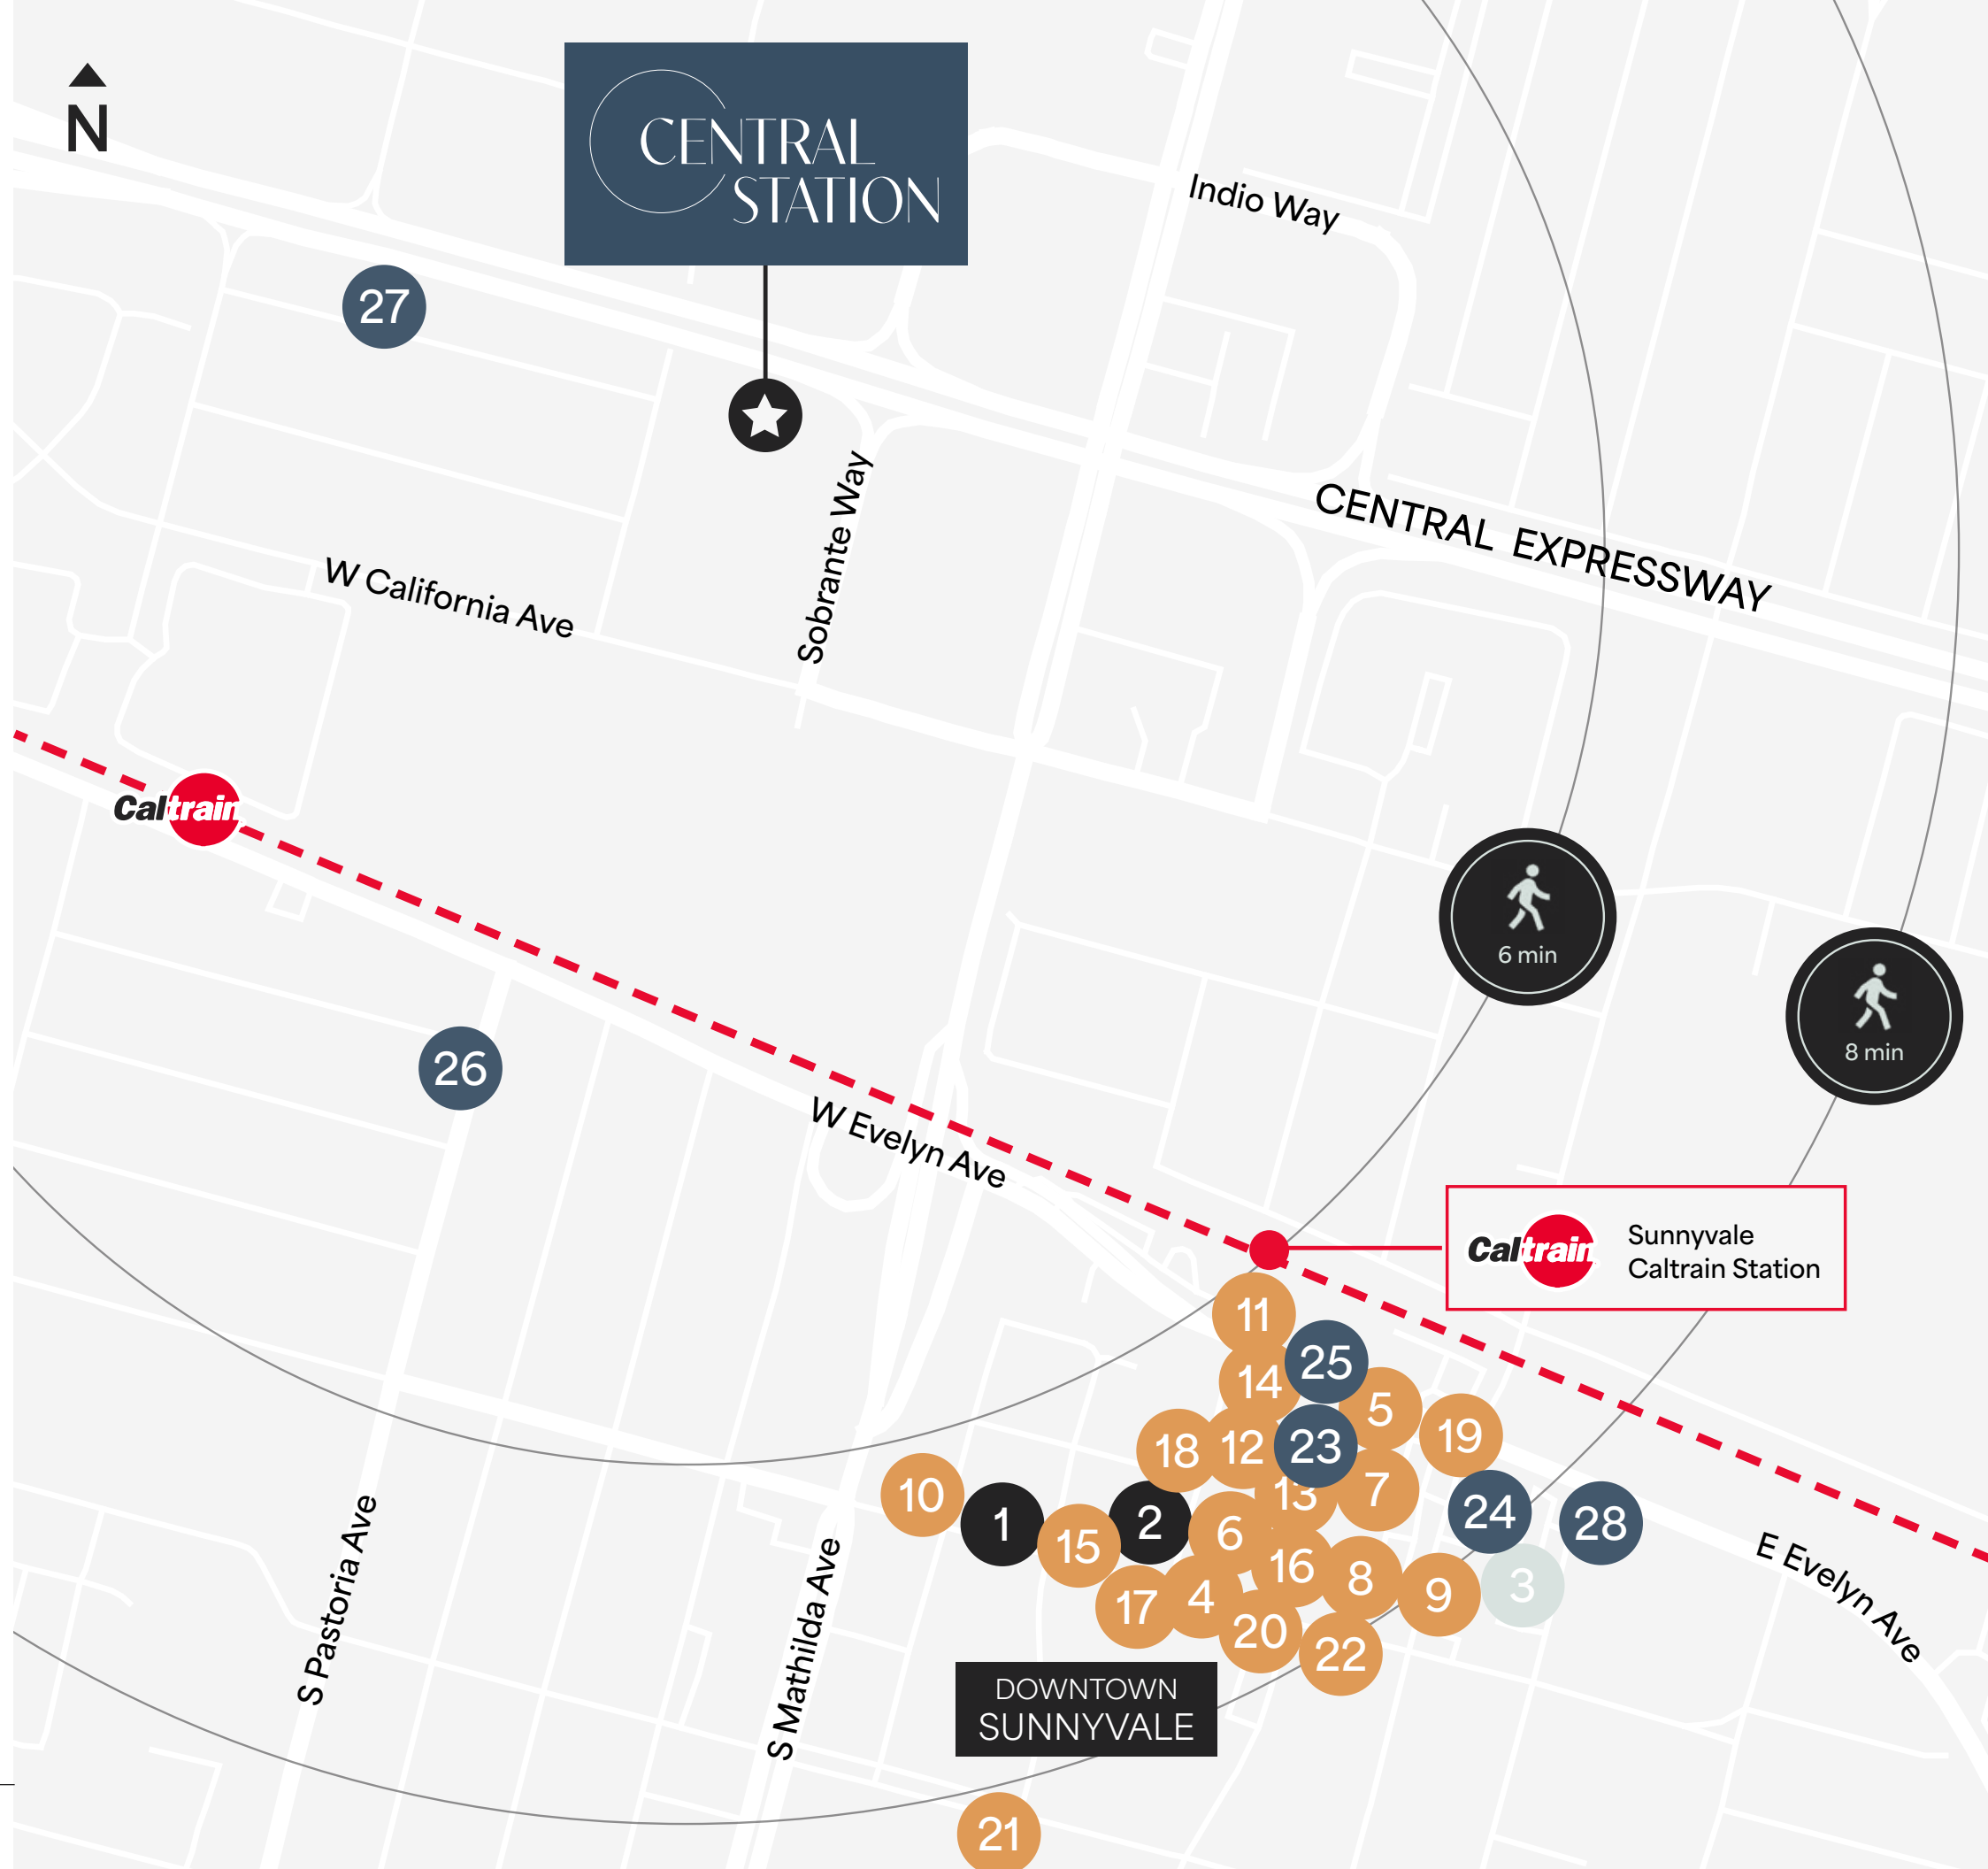 N
CENTRAL
STATION
Indio Way
27
Sobrante Way
CENTRAL EXPRESSWAY
W California Ave
Caltrain
6 min
8 min
26
W Evelyn Ave
Caltrain
Sunnyvale
Caltrain Station
11
25
14
5
19
18
12
23
13
7
10
1
15
2
6
24
28
16
8
9
3
17
4
20
22
E Evelyn Ave
S Pastoria Ave
S Mathilda Ave
DOWNTOWN
SUNNYVALE
21